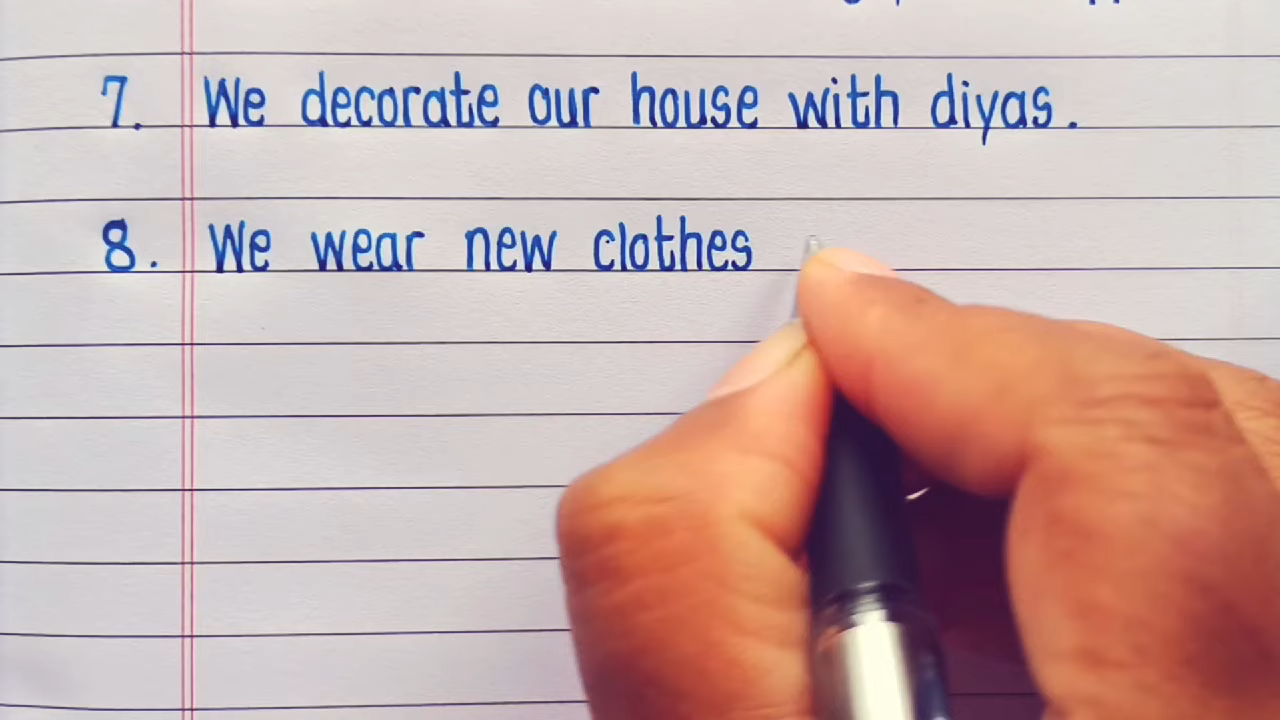 7. We decorate our house with diyas.
8. We wear new clothes